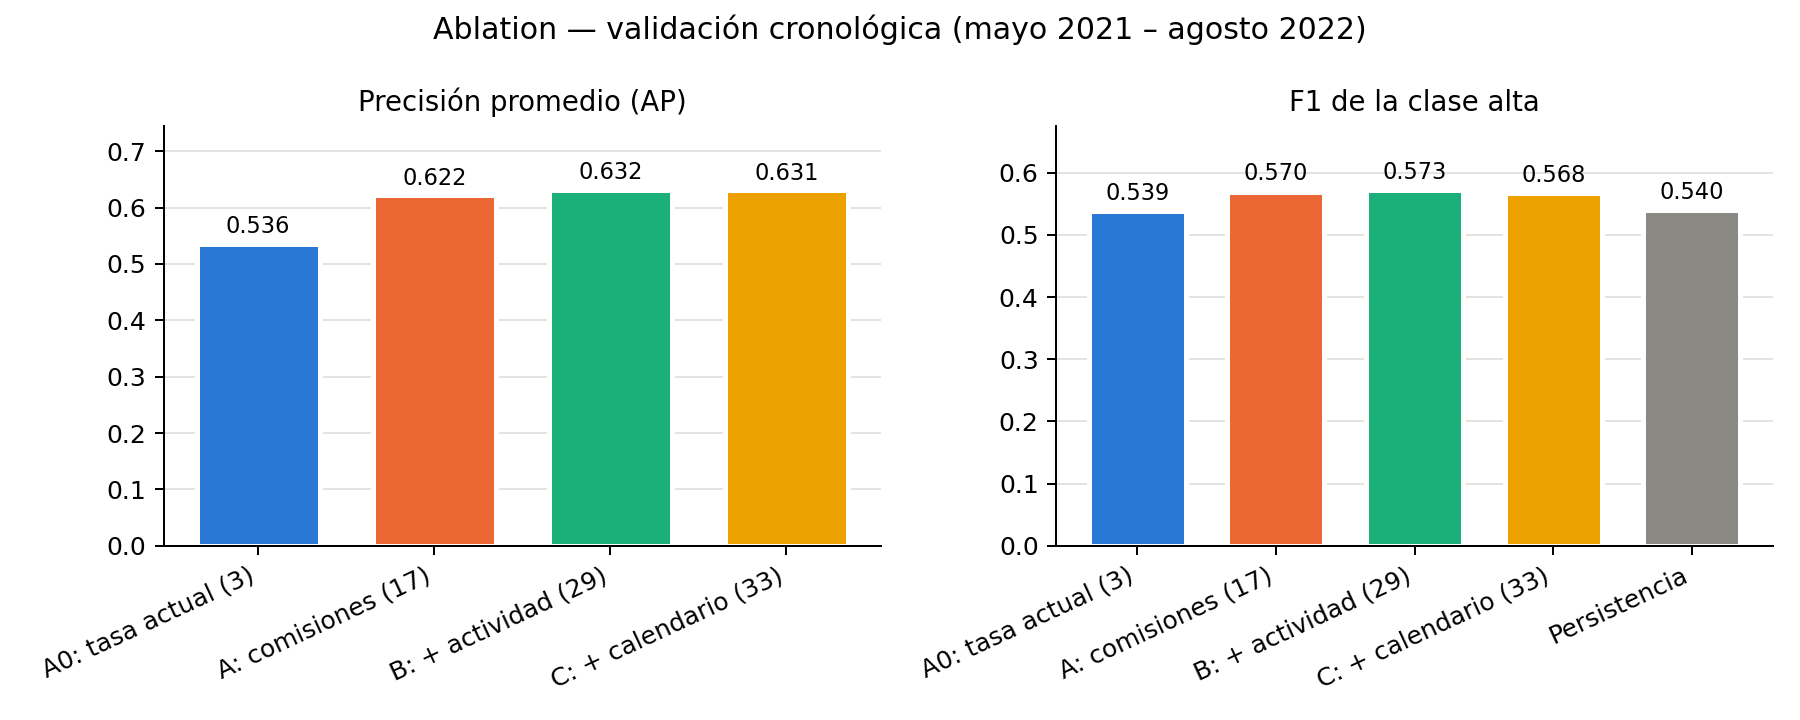 Ablation — validación cronológica (mayo 2021 – agosto 2022)
Precisión promedio (AP)
0.7
0.6
0.5
0.4
0.3
0.2
0.1
0.0
0.536
0.622
0.632
0.631
A0: tasa actual (3)
A: comisiones (17)
B: + actividad (29)
C: + calendario (33)
F1 de la clase alta
0.6
0.5
0.4
0.3
0.2
0.1
0.0
0.539
0.570
0.573
0.568
0.540
A0: tasa actual (3)
A: comisiones (17)
B: + actividad (29)
C: + calendario (33)
Persistencia